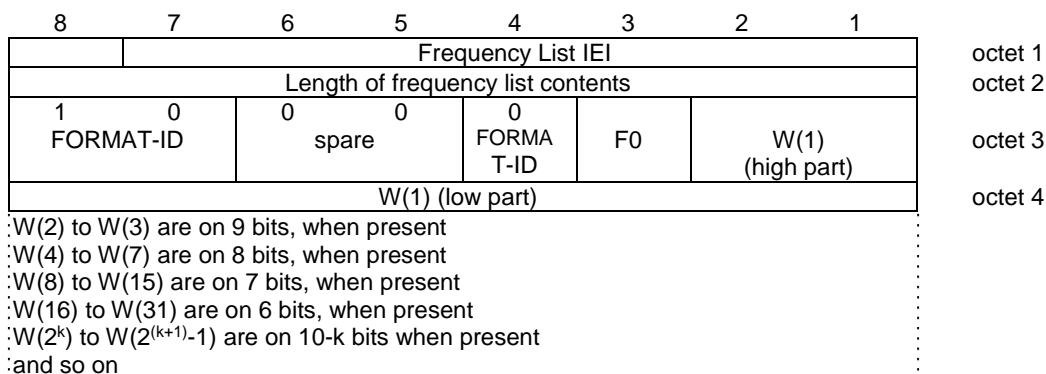 8 7 6 5 4 3 2 1
Frequency List IEI octet 1
Length of frequency list contents octet 2
1 0 0 0 0
FORMAT-ID spare FORMA F0 W(1) octet 3
T-ID (high part)
W(1) (low part) octet 4
W(2) to W(3) are on 9 bits, when present
W(4) to W(7) are on 8 bits, when present
W(8) to W(15) are on 7 bits, when present
W(16) to W(31) are on 6 bits, when present
W(2^k) to W(2^(k+1)-1) are on 10-k bits when present
and so on